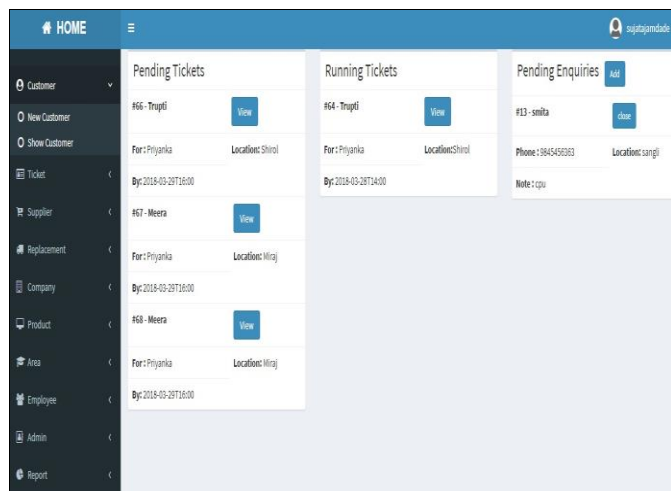 HOME
sujatajamdade
Customer
New Customer
Show Customer
Ticket
Supplier
Replacement
Company
Product
Area
Employee
Admin
Report
Pending Tickets
#66 - Trupti
View
For : Priyanka Location: Shirol
By: 2018-03-29T16:00
#67 - Meera
View
For : Priyanka Location: Miraj
By: 2018-03-29T16:00
#68 - Meera
View
For : Priyanka Location: Miraj
By: 2018-03-29T16:00
Running Tickets
#64 - Trupti
View
For : Priyanka Location:Shirol
By: 2018-03-28T14:00
Pending Enquiries Add
#13 - smita
close
Phone : 9845456363 Location: sangli
Note : cpu